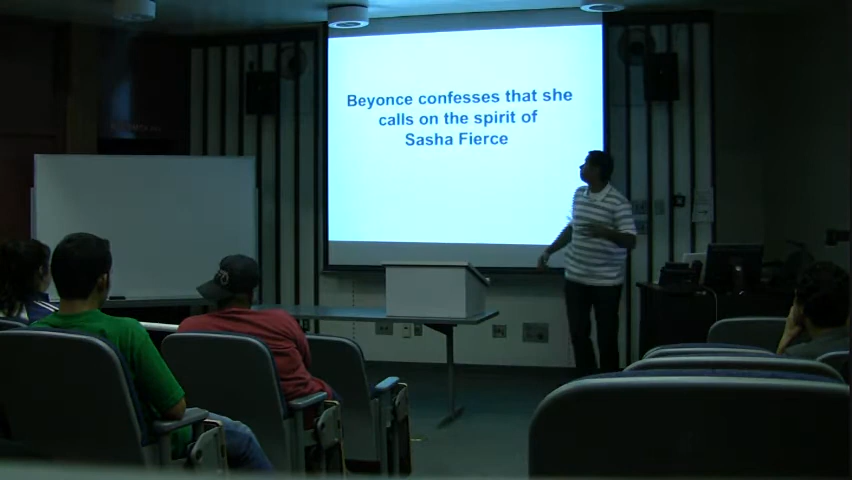 Beyonce confesses that she
calls on the spirit of
Sasha Fierce